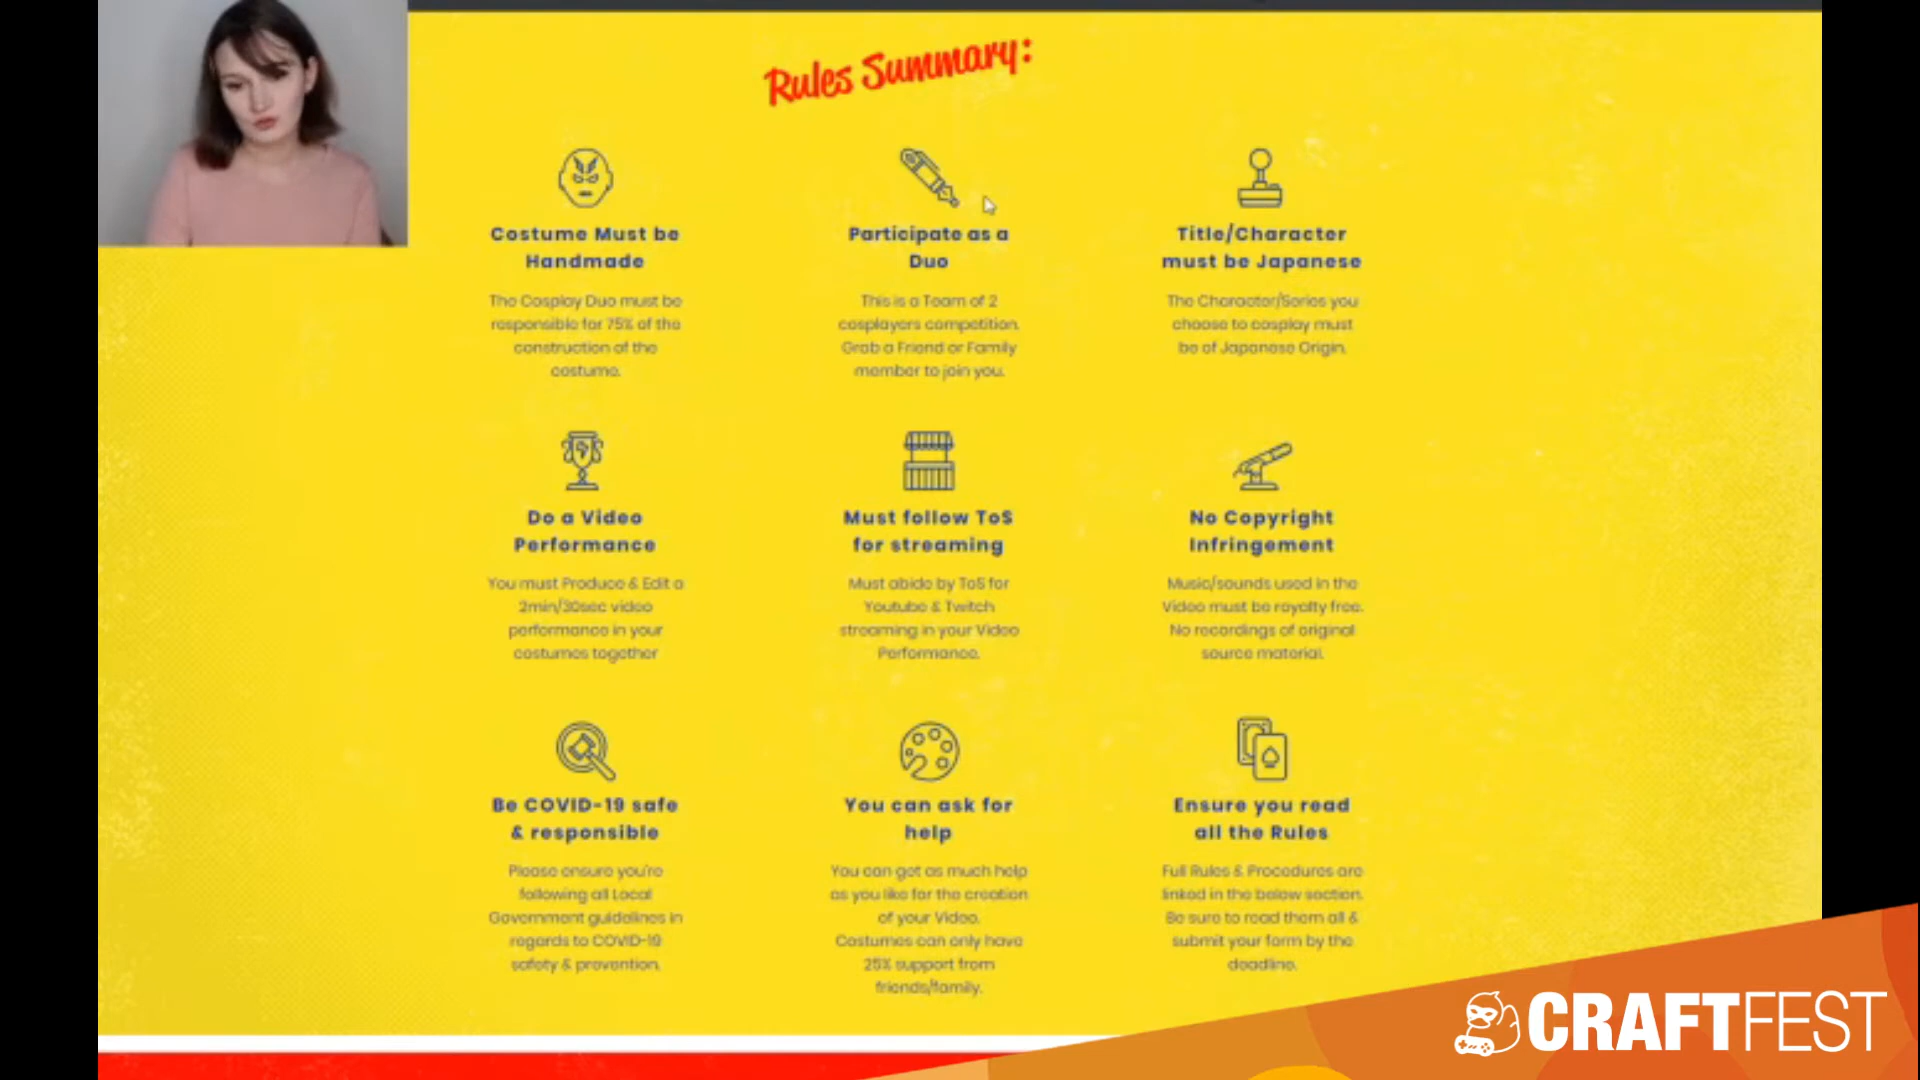 Rules Summary:
Costume Must be
Handmade
The Cosplay Duo must be
responsible for 75% of the
construction of the
costume.
Participate as a
Duo
This is a Team of 2
cosplayers competition.
Grab a Friend or Family
member to join you.
Title/Character
must be Japanese
The Character/Series you
choose to cosplay must
be of Japanese Origin.
Do a Video
Performance
You must Produce & Edit a
2min/30sec video
performance in your
costumes together
Must follow ToS
for streaming
Must abide by ToS for
Youtube & Twitch
streaming in your Video
Performance.
No Copyright
Infringement
Music/sounds used in the
Video must be royalty free.
No recordings of original
source material.
Be COVID-19 safe
& responsible
Please ensure you're
following all Local
Government guidelines in
regards to COVID-19
safety & prevention.
You can ask for
help
You can get as much help
as you like for the creation
of your Video.
Costumes can only have
25% support from
friends/family.
Ensure you read
all the Rules
Full Rules & Procedures are
linked in the below section.
Be sure to read them all &
submit your form by the
deadline.
CRAFTFEST